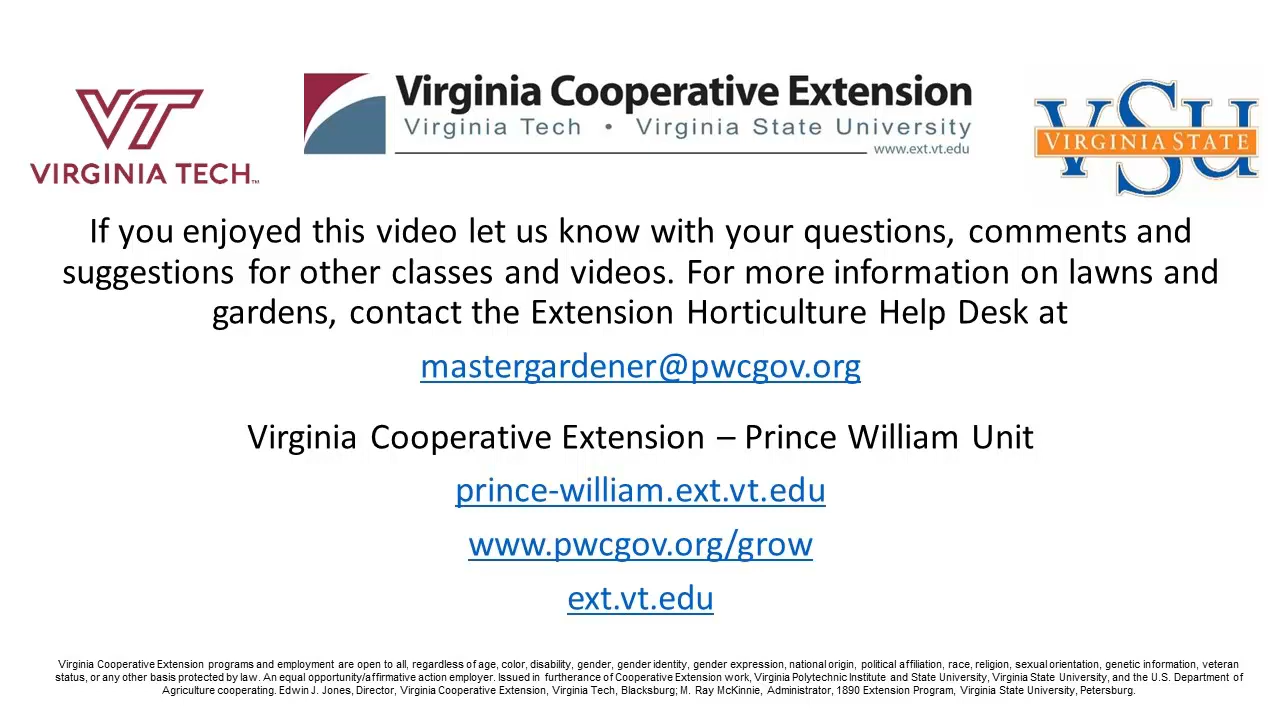 VT
VIRGINIA TECH™
Virginia Cooperative Extension
Virginia Tech • Virginia State University
www.ext.vt.edu
VSU
VIRGINIA STATE
If you enjoyed this video let us know with your questions, comments and
suggestions for other classes and videos. For more information on lawns and
gardens, contact the Extension Horticulture Help Desk at
mastergardener@pwcgov.org
Virginia Cooperative Extension – Prince William Unit
prince-william.ext.vt.edu
www.pwcgov.org/grow
ext.vt.edu
Virginia Cooperative Extension programs and employment are open to all, regardless of age, color, disability, gender, gender identity, gender expression, national origin, political affiliation, race, religion, sexual orientation, genetic information, veteran
status, or any other basis protected by law. An equal opportunity/affirmative action employer. Issued in furtherance of Cooperative Extension work, Virginia Polytechnic Institute and State University, Virginia State University, and the U.S. Department of
Agriculture cooperating. Edwin J. Jones, Director, Virginia Cooperative Extension, Virginia Tech, Blacksburg; M. Ray McKinnie, Administrator, 1890 Extension Program, Virginia State University, Petersburg.